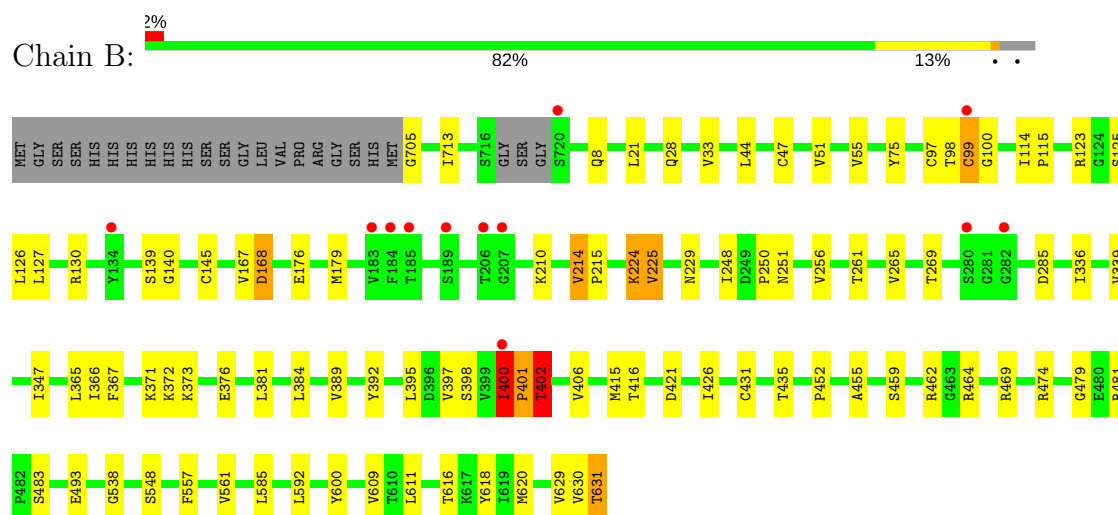 2%
Chain B:
82% 13% • •
MET GLY SER SER HIS HIS HIS HIS HIS HIS SER SER GLY LEU VAL PRO ARG GLY SER HIS MET G705 I713 S716 GLY SER GLY S720 Q8 L21 Q28 V33 L44 C47 V51 V55 Y75 C97 T98 C99 G100 I114 P115 R123 G124 S125
L126 L127 R130 Y134 S139 G140 C145 V167 D168 E176 M179 V183 F184 T185 S189 T206 G207 K210 V214 P215 K224 V225 N229 I248 D249 P250 N251 V256 T261 V265 T269 S280 G281 G282 D285 I336 V339
I347 L365 I366 F367 K371 K372 K373 E376 L381 L384 V389 Y392 L395 D396 V397 S398 V399 I400 P401 T402 V406 M415 T416 D421 I426 C431 T435 P452 A455 S459 R462 G463 R464 R469 R474 G479 E480
P482 S483 E493 G538 S548 F557 V561 L585 L592 Y600 V609 T610 L611 T616 K617 Y618 I619 M620 V629 V630 T631